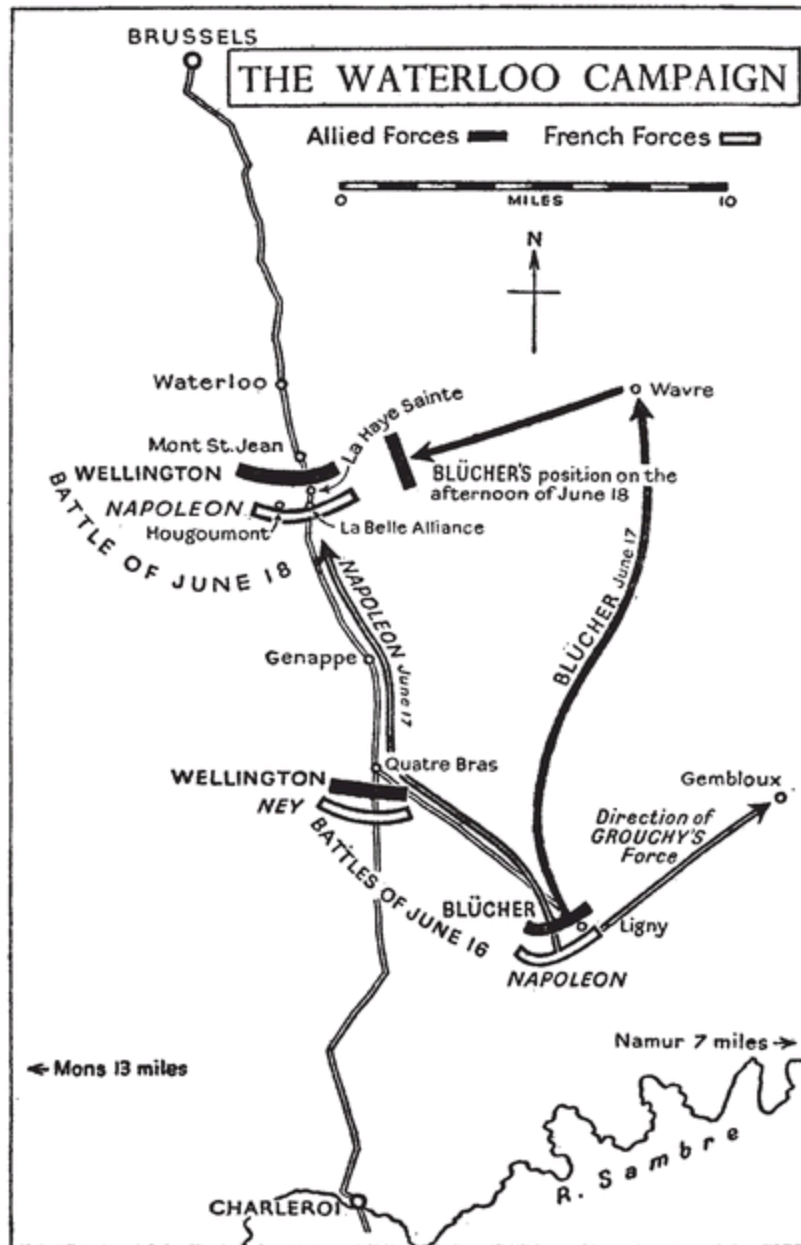 BRUSSELS
THE WATERLOO CAMPAIGN
Allied Forces
French Forces
0 MILES 10
N
Waterloo
Wavre
La Haye Sainte
Mont St. Jean
WELLINGTON
BLÜCHER'S position on the
afternoon of June 18
NAPOLEON
Hougoumont
La Belle Alliance
BATTLE OF JUNE 18
NAPOLEON June 17
BLÜCHER June 17
Genappe
Quatre Bras
WELLINGTON
NEY
Gembloux
Direction of
GROUCHY'S
Force
BATTLES OF JUNE 16
BLÜCHER
Ligny
NAPOLEON
Namur 7 miles
Mons 13 miles
R. Sambre
CHARLEROI